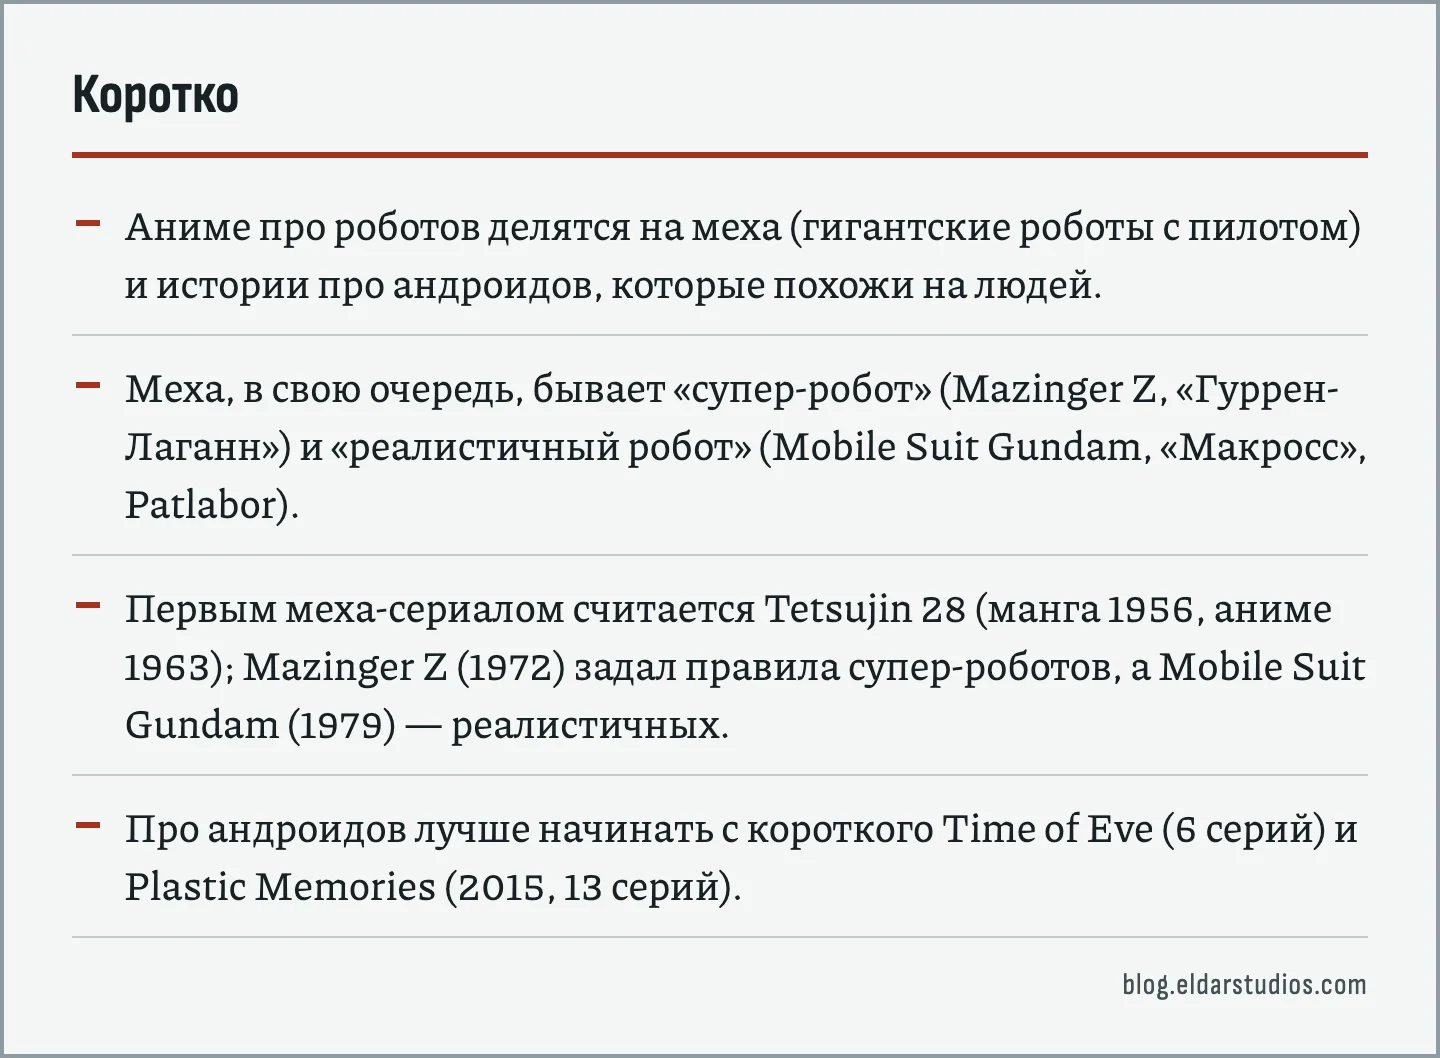 Коротко
Аниме про роботов делятся на меха (гигантские роботы с пилотом)
и истории про андроидов, которые похожи на людей.
Меха, в свою очередь, бывает «супер-робот» (Mazinger Z, «Гуррен-
Лаганн») и «реалистичный робот» (Mobile Suit Gundam, «Макросс»,
Patlabor).
Первым меха-сериалом считается Tetsujin 28 (манга 1956, аниме
1963); Mazinger Z (1972) задал правила супер-роботов, а Mobile Suit
Gundam (1979) — реалистичных.
Про андроидов лучше начинать с короткого Time of Eve (6 серий) и
Plastic Memories (2015, 13 серий).
blog.eldarstudios.com